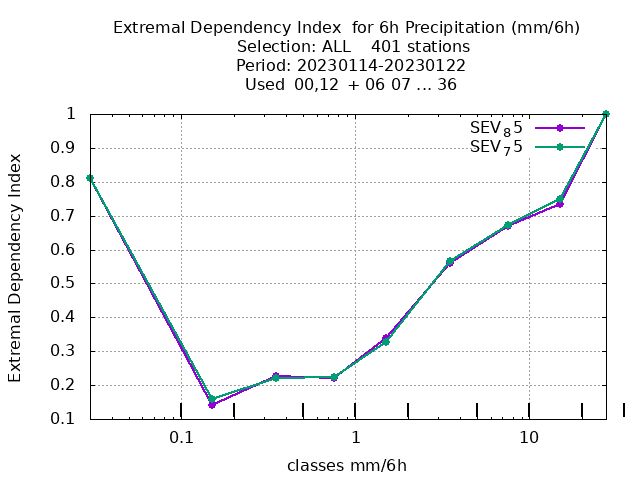 Extremal Dependency Index  for 6h Precipitation (mm/6h)
Selection: ALL    401 stations
Period: 20230114-20230122
Used  00,12  + 06 07 ... 36
SEV₈5
SEV₇5
1
0.9
0.8
0.7
0.6
0.5
0.4
0.3
0.2
0.1
Extremal Dependency Index
0.1
1
10
classes mm/6h